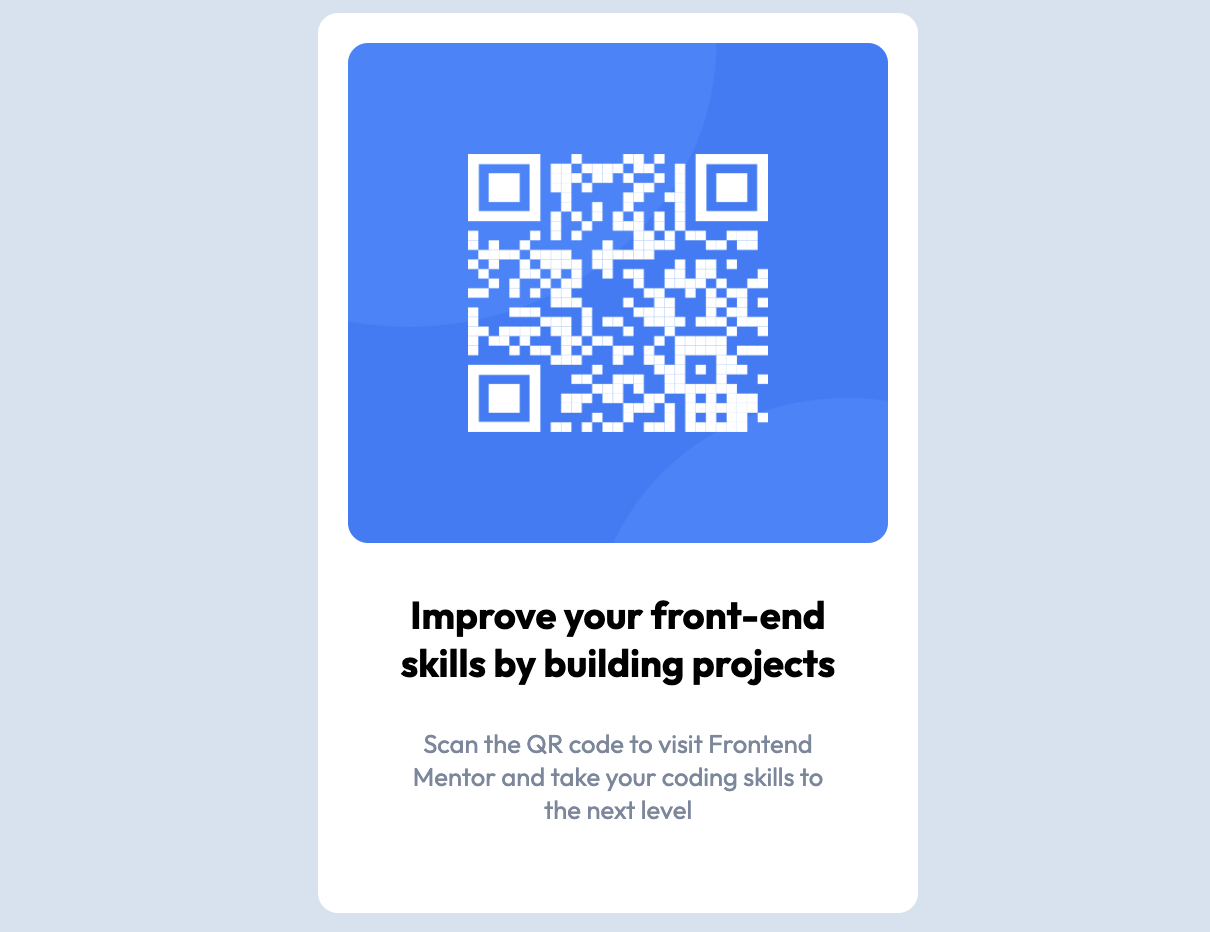 Improve your front-end
skills by building projects
Scan the QR code to visit Frontend
Mentor and take your coding skills to
the next level